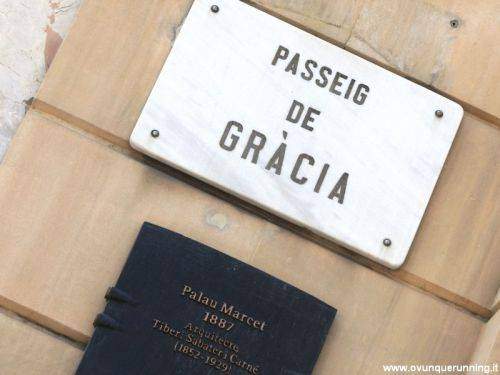 PASSEIG
DE
GRÀCIA
Palau Marcet
1887
Arquitecte
Tiber. Sabater i Carné
(1852-1929)
www.ovunquerunning.it